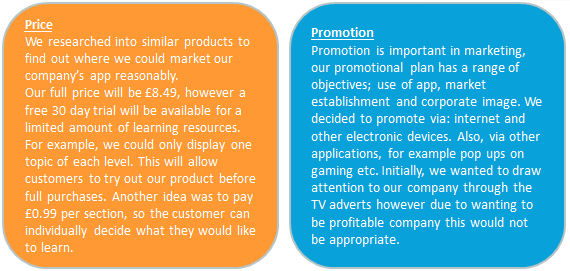 Price
We researched into similar products to
find out where we could market our
company's app reasonably.
Our full price will be £8.49, however a
free 30 day trial will be available for a
limited amount of learning resources.
For example, we could only display one
topic of each level. This will allow
customers to try out our product before
full purchases. Another idea was to pay
£0.99 per section, so the customer can
individually decide what they would like
to learn.
Promotion
Promotion is important in marketing,
our promotional plan has a range of
objectives; use of app, market
establishment and corporate image. We
decided to promote via: internet and
other electronic devices. Also, via other
applications, for example pop ups on
gaming etc. Initially, we wanted to draw
attention to our company through the
TV adverts however due to wanting to
be profitable company this would not
be appropriate.